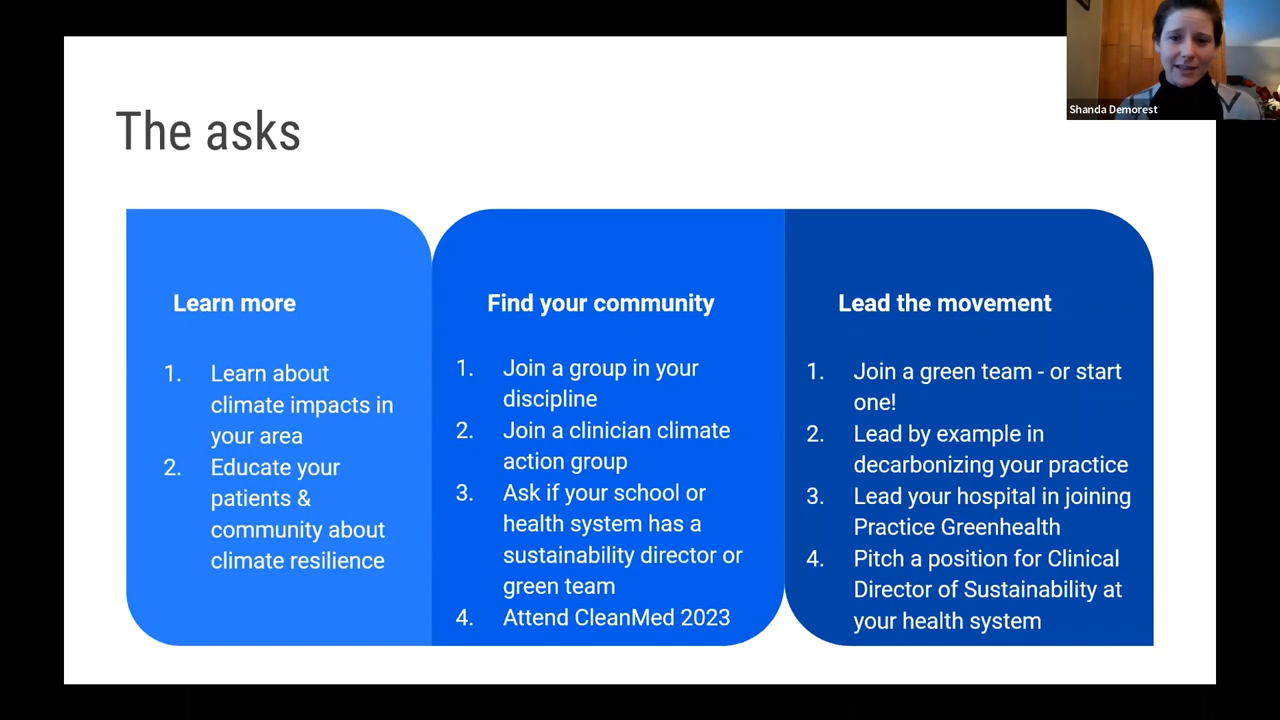 Shanda Demorest
The asks
Learn more
1. Learn about
climate impacts in
your area
2. Educate your
patients &
community about
climate resilience
Find your community
1. Join a group in your
discipline
2. Join a clinician climate
action group
3. Ask if your school or
health system has a
sustainability director or
green team
4. Attend CleanMed 2023
Lead the movement
1. Join a green team - or start
one!
2. Lead by example in
decarbonizing your practice
3. Lead your hospital in joining
Practice Greenhealth
4. Pitch a position for Clinical
Director of Sustainability at
your health system